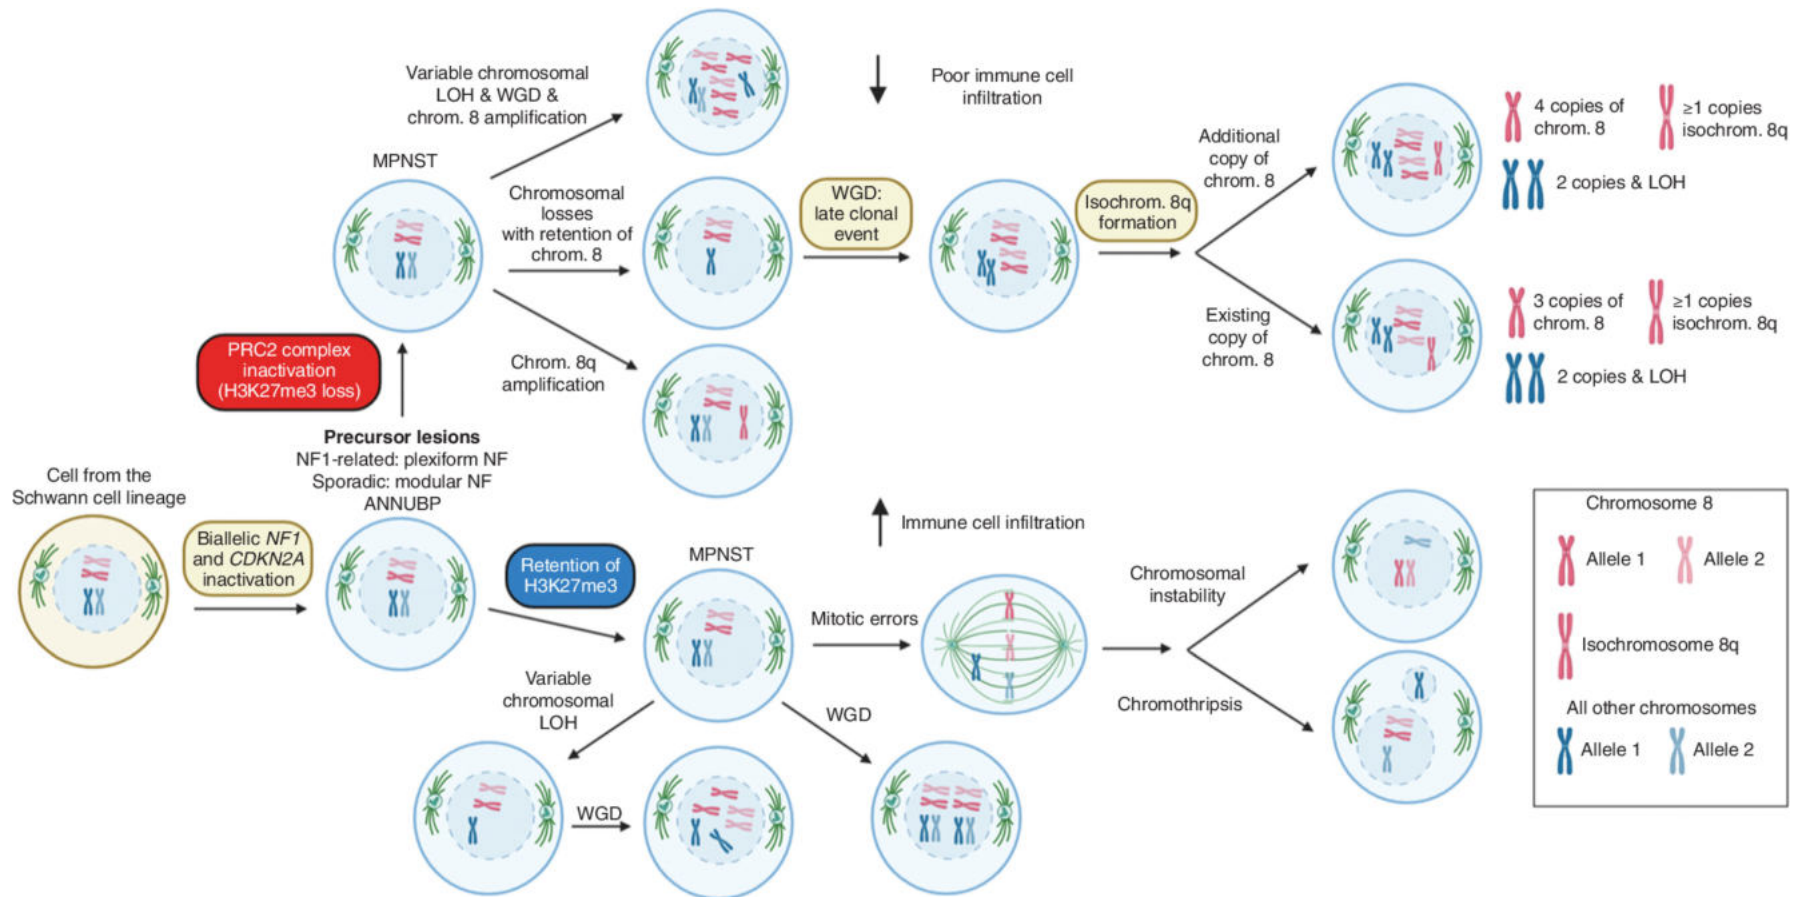 Variable chromosomal
LOH & WGD &
chrom. 8 amplification
Poor immune cell
infiltration
MPNST
Chromosomal
losses
with retention of
chrom. 8
WGD:
late clonal
event
Isochrom. 8q
formation
Additional
copy of
chrom. 8
4 copies of
chrom. 8
≥1 copies
isochrom. 8q
2 copies & LOH
Existing
copy of
chrom. 8
3 copies of
chrom. 8
≥1 copies
isochrom. 8q
2 copies & LOH
Chrom. 8q
amplification
PRC2 complex
inactivation
(H3K27me3 loss)
Precursor lesions
NF1-related: plexiform NF
Sporadic: modular NF
ANNUBP
Cell from the
Schwann cell lineage
Biallelic NF1
and CDKN2A
inactivation
Retention of
H3K27me3
MPNST
Immune cell infiltration
Mitotic errors
Chromosomal
instability
Chromothripsis
Variable
chromosomal
LOH
WGD
WGD
Chromosome 8
Allele 1
Allele 2
Isochromosome 8q
All other chromosomes
Allele 1
Allele 2